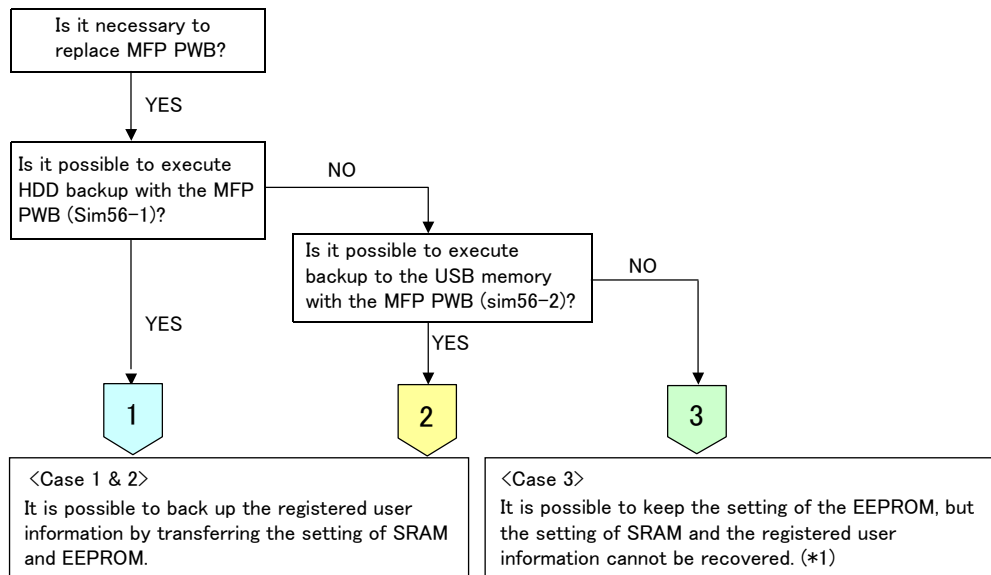 Is it necessary to
replace MFP PWB?
YES
Is it possible to execute
HDD backup with the MFP
PWB (Sim56-1)?
NO
Is it possible to execute
backup to the USB memory
with the MFP PWB (sim56-2)?
NO
YES
YES
1
2
3
<Case 1 & 2>
It is possible to back up the registered user
information by transferring the setting of SRAM
and EEPROM.
<Case 3>
It is possible to keep the setting of the EEPROM, but
the setting of SRAM and the registered user
information cannot be recovered. (*1)